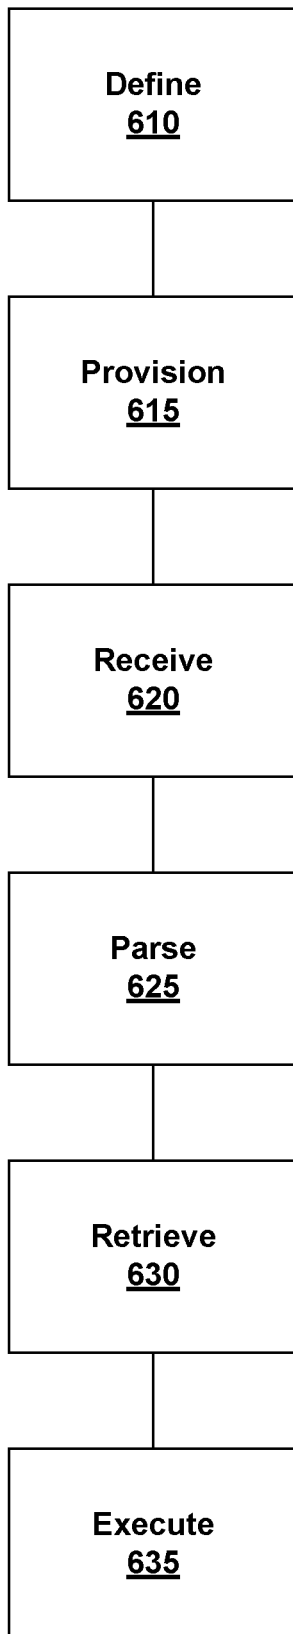 Define
610
Provision
615
Receive
620
Parse
625
Retrieve
630
Execute
635